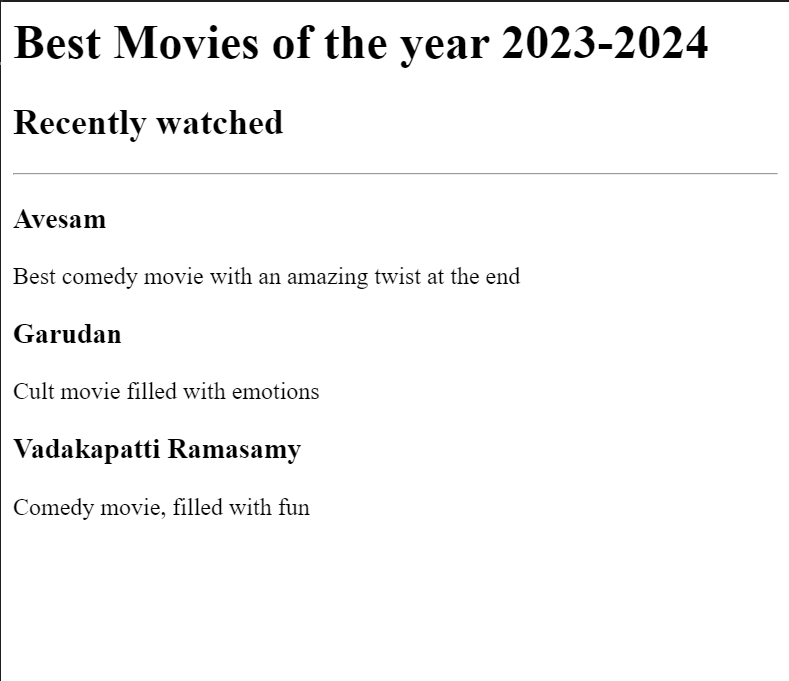 Best Movies of the year 2023-2024
Recently watched
Avesam
Best comedy movie with an amazing twist at the end
Garudan
Cult movie filled with emotions
Vadakapatti Ramasamy
Comedy movie, filled with fun